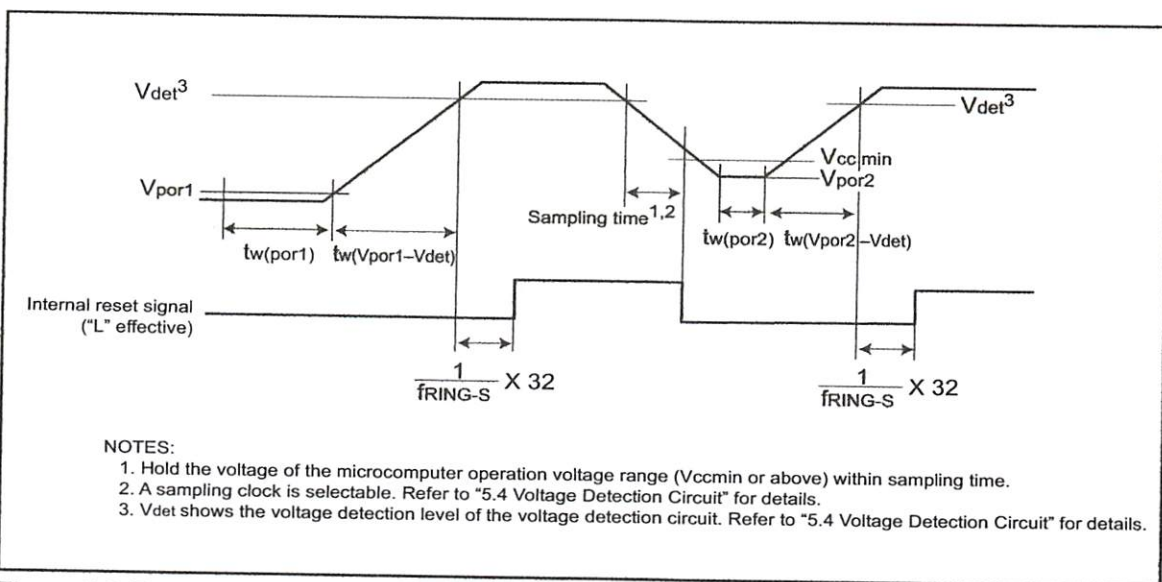 Vdet3
Vdet3
Vccmin
Vpor1
Vpor2
Sampling time1,2
tw(por1) tw(Vpor1–Vdet)
tw(por2) tw(Vpor2–Vdet)
Internal reset signal
("L" effective)
1
fRING-S
X 32
1
fRING-S
X 32
NOTES:
1. Hold the voltage of the microcomputer operation voltage range (Vccmin or above) within sampling time.
2. A sampling clock is selectable. Refer to "5.4 Voltage Detection Circuit" for details.
3. Vdet shows the voltage detection level of the voltage detection circuit. Refer to "5.4 Voltage Detection Circuit" for details.